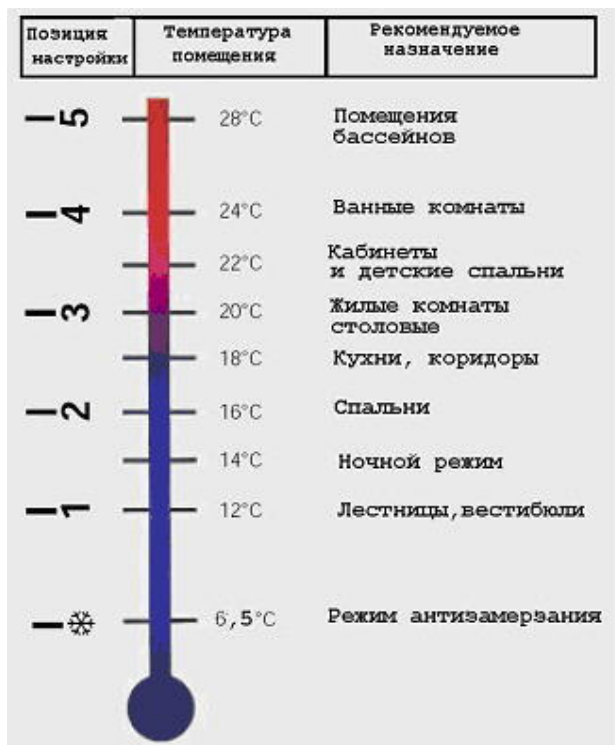 Позиция настройки
Температура помещения
Рекомендуемое назначение
5 28°C Помещения
бассейнов
4 24°C Ванные комнаты
22°C Кабинеты
и детские спальни
3 20°C Жилые комнаты
столовые
18°C Кухни, коридоры
2 16°C Спальни
14°C Ночной режим
1 12°C Лестницы,вестибюли
6,5°C Режим антизамерзания